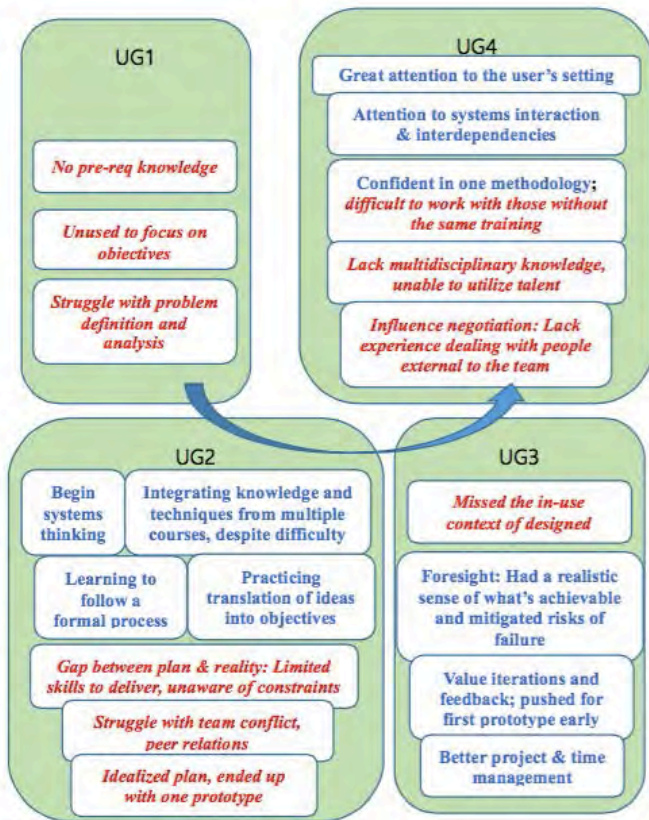 UG1
No pre-req knowledge
Unused to focus on
objectives
Struggle with problem
definition and
analysis
UG4
Great attention to the user's setting
Attention to systems interaction
& interdependencies
Confident in one methodology;
difficult to work with those without
the same training
Lack multidisciplinary knowledge,
unable to utilize talent
Influence negotiation: Lack
experience dealing with people
external to the team
UG2
Begin
systems
thinking
Integrating knowledge and
techniques from multiple
courses, despite difficulty
Learning to
follow a
formal process
Practicing
translation of ideas
into objectives
Gap between plan & reality: Limited
skills to deliver, unaware of constraints
Struggle with team conflict,
peer relations
Idealized plan, ended up
with one prototype
UG3
Missed the in-use
context of designed
Foresight: Had a realistic
sense of what's achievable
and mitigated risks of
failure
Value iterations and
feedback; pushed for
first prototype early
Better project & time
management